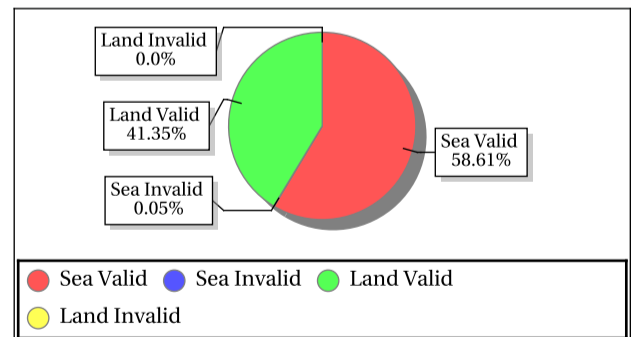 Land Invalid
0.0%
Land Valid
41.35%
Sea Valid
58.61%
Sea Invalid
0.05%
Sea Valid Sea Invalid Land Valid
Land Invalid